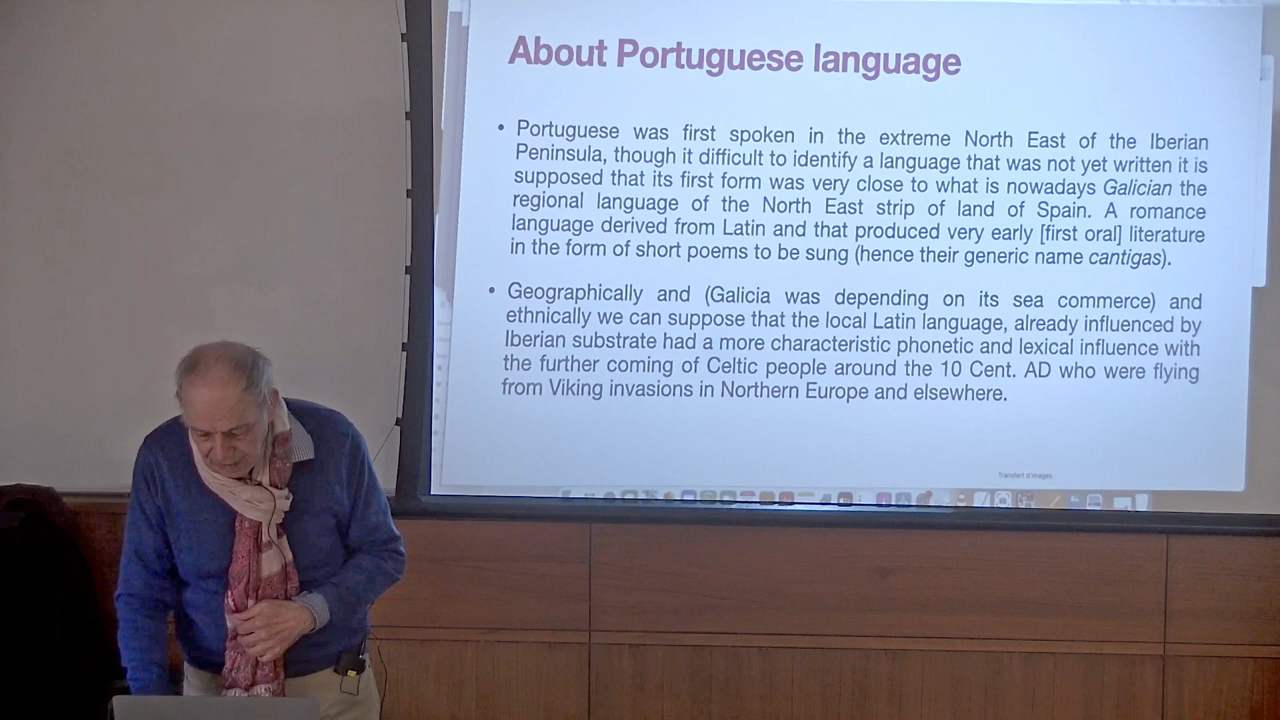 About Portuguese language
• Portuguese was first spoken in the extreme North East of the Iberian
Peninsula, though it difficult to identify a language that was not yet written it is
supposed that its first form was very close to what is nowadays Galician the
regional language of the North East strip of land of Spain. A romance
language derived from Latin and that produced very early [first oral] literature
in the form of short poems to be sung (hence their generic name cantigas).
• Geographically and (Galicia was depending on its sea commerce) and
ethnically we can suppose that the local Latin language, already influenced by
Iberian substrate had a more characteristic phonetic and lexical influence with
the further coming of Celtic people around the 10 Cent. AD who were flying
from Viking invasions in Northern Europe and elsewhere.
Transfert d'images